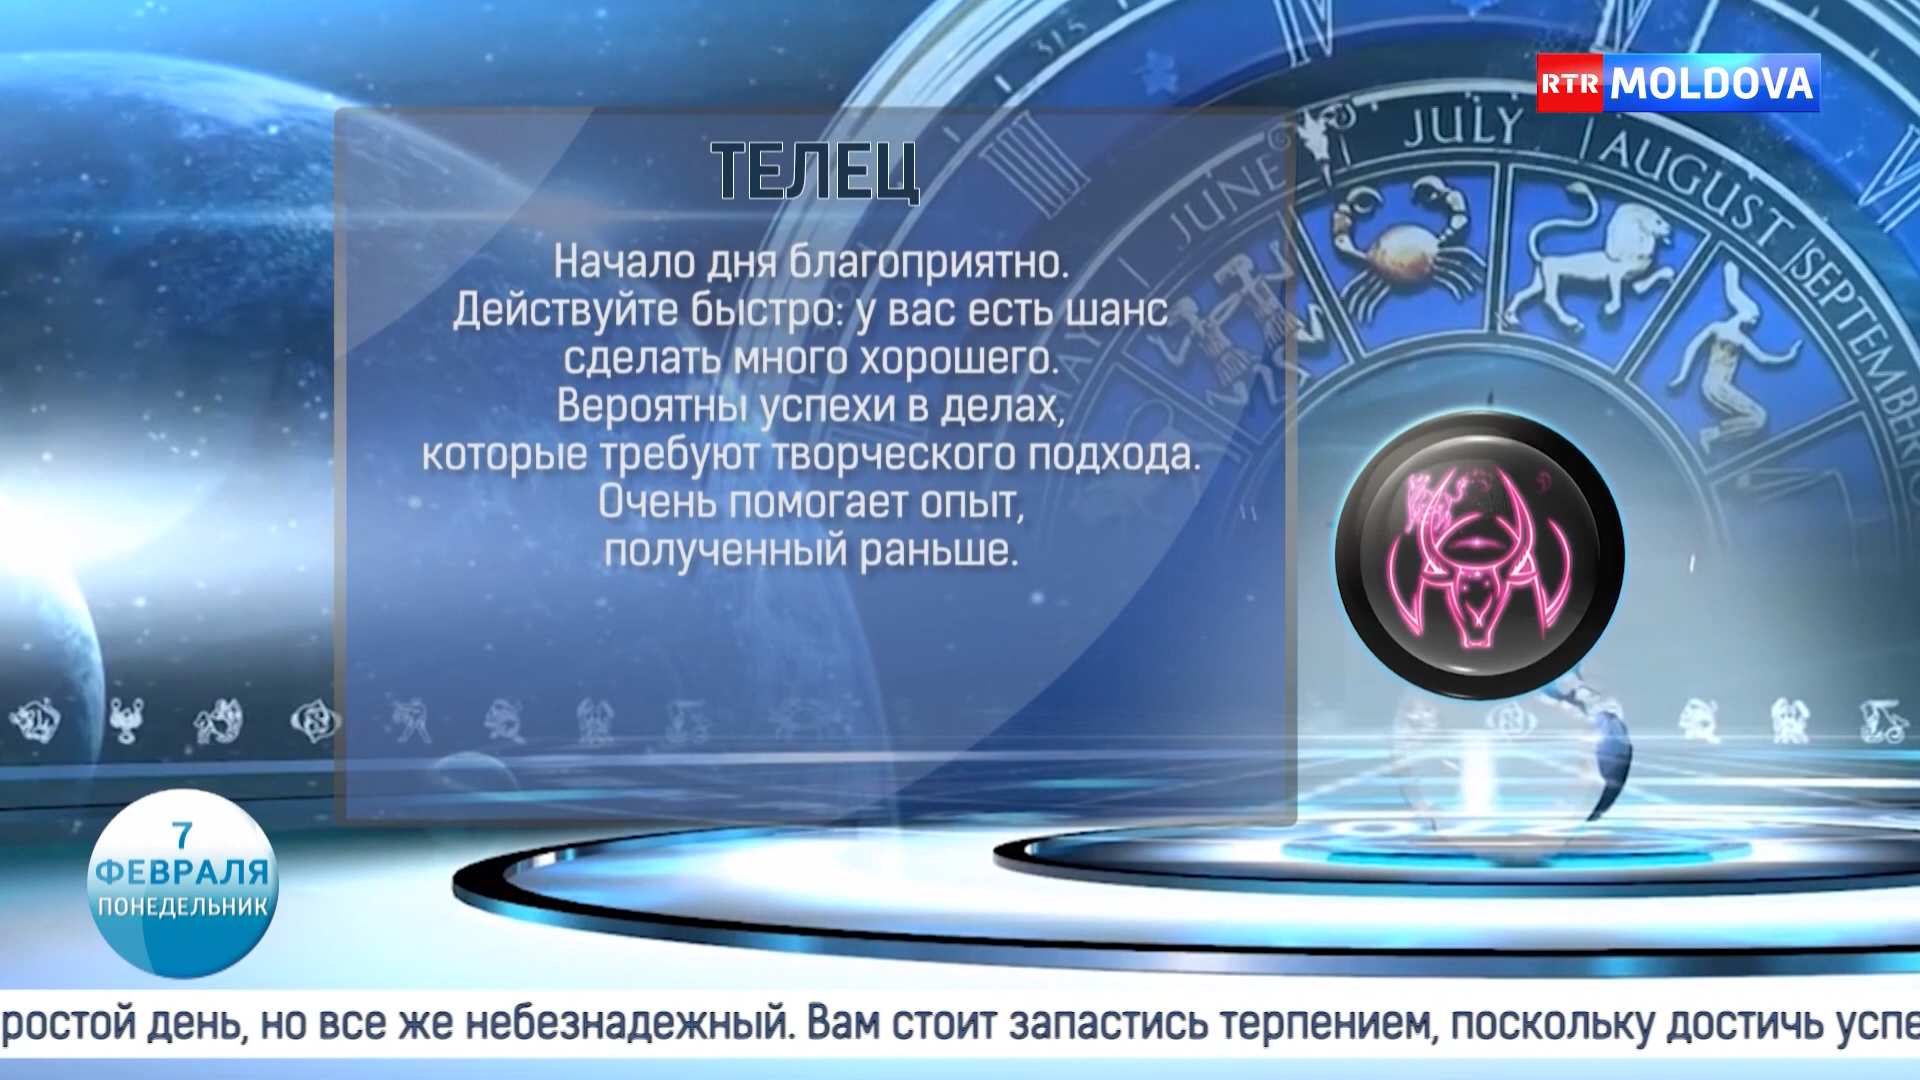 315
RTR MOLDOVA
JULY
AUGUST
JUNE
SEPTEMBER
MAY
ТЕЛЕЦ
Начало дня благоприятно.
Действуйте быстро: у вас есть шанс
сделать много хорошего.
Вероятны успехи в делах,
которые требуют творческого подхода.
Очень помогает опыт,
полученный раньше.
7
ФЕВРАЛЯ
ПОНЕДЕЛЬНИК
ростой день, но все же небезнадежный. Вам стоит запастись терпением, поскольку достичь успе